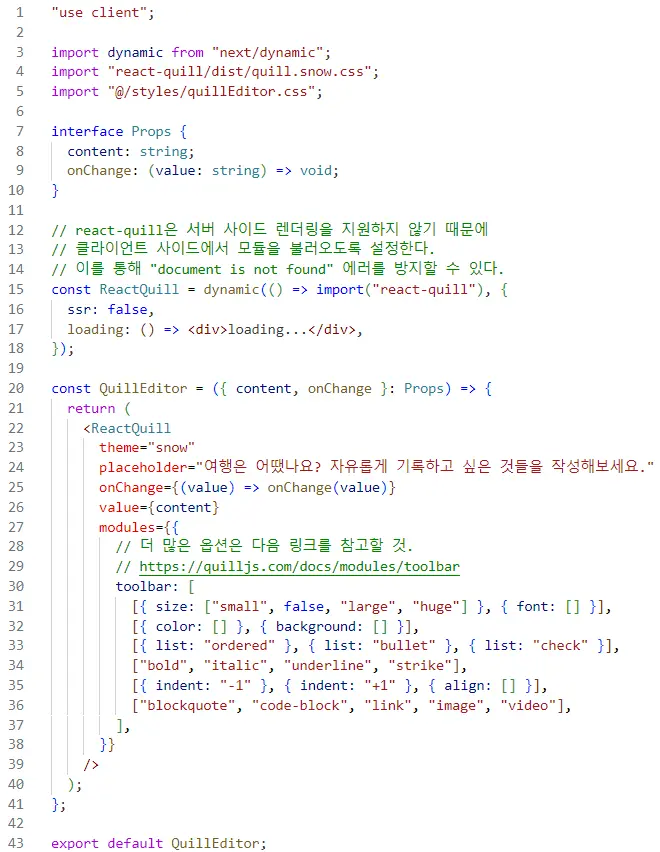 1 "use client";
2
3 import dynamic from "next/dynamic";
4 import "react-quill/dist/quill.snow.css";
5 import "@/styles/quillEditor.css";
6
7 interface Props {
8   content: string;
9   onChange: (value: string) => void;
10 }
11
12 // react-quill은 서버 사이드 렌더링을 지원하지 않기 때문에
13 // 클라이언트 사이드에서 모듈을 불러오도록 설정한다.
14 // 이를 통해 "document is not found" 에러를 방지할 수 있다.
15 const ReactQuill = dynamic(() => import("react-quill"), {
16   ssr: false,
17   loading: () => <div>loading...</div>,
18 });
19
20 const QuillEditor = ({ content, onChange }: Props) => {
21   return (
22     <ReactQuill
23       theme="snow"
24       placeholder="여행은 어땠나요? 자유롭게 기록하고 싶은 것들을 작성해보세요."
25       onChange={(value) => onChange(value)}
26       value={content}
27       modules={{
28         // 더 많은 옵션은 다음 링크를 참고할 것.
29         // https://quilljs.com/docs/modules/toolbar
30         toolbar: [
31           [{ size: ["small", false, "large", "huge"] }, { font: [] }],
32           [{ color: [] }, { background: [] }],
33           [{ list: "ordered" }, { list: "bullet" }, { list: "check" }],
34           ["bold", "italic", "underline", "strike"],
35           [{ indent: "-1" }, { indent: "+1" }, { align: [] }],
36           ["blockquote", "code-block", "link", "image", "video"],
37         ],
38       }}
39     />
40   );
41 };
42
43 export default QuillEditor;